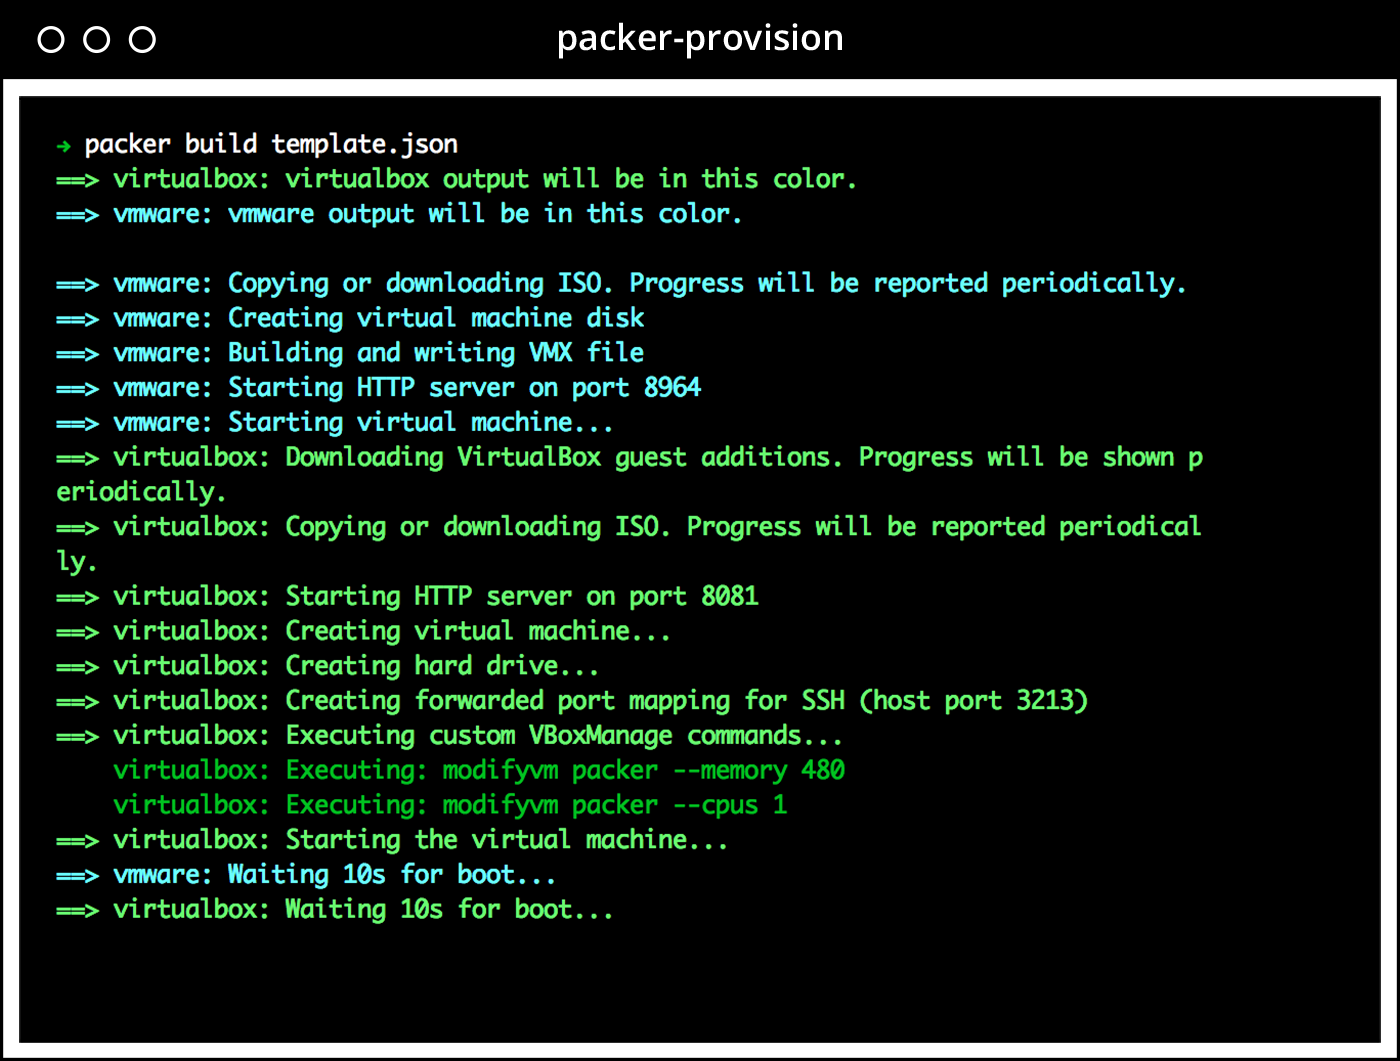 packer-provision
→ packer build template.json
==> virtualbox: virtualbox output will be in this color.
==> vmware: vmware output will be in this color.
==> vmware: Copying or downloading ISO. Progress will be reported periodically.
==> vmware: Creating virtual machine disk
==> vmware: Building and writing VMX file
==> vmware: Starting HTTP server on port 8964
==> vmware: Starting virtual machine...
==> virtualbox: Downloading VirtualBox guest additions. Progress will be shown p
eriodically.
==> virtualbox: Copying or downloading ISO. Progress will be reported periodical
ly.
==> virtualbox: Starting HTTP server on port 8081
==> virtualbox: Creating virtual machine...
==> virtualbox: Creating hard drive...
==> virtualbox: Creating forwarded port mapping for SSH (host port 3213)
==> virtualbox: Executing custom VBoxManage commands...
    virtualbox: Executing: modifyvm packer --memory 480
    virtualbox: Executing: modifyvm packer --cpus 1
==> virtualbox: Starting the virtual machine...
==> vmware: Waiting 10s for boot...
==> virtualbox: Waiting 10s for boot...